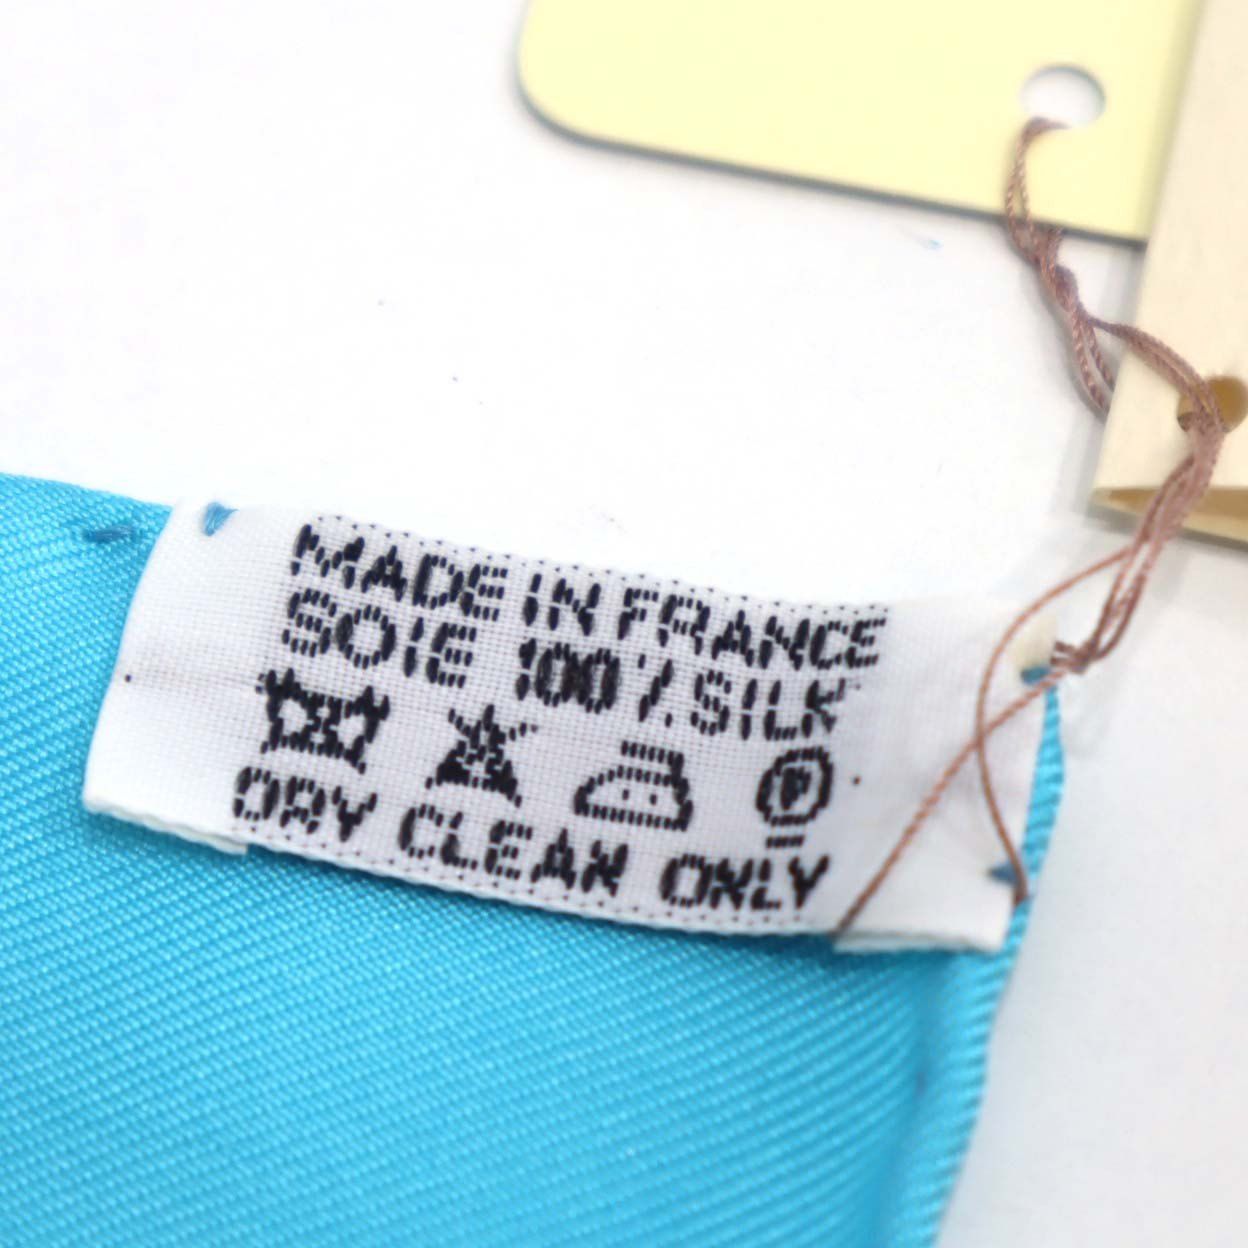 MADE IN FRANCE
SOIE 100% SILK
P
DRY CLEAN ONLY